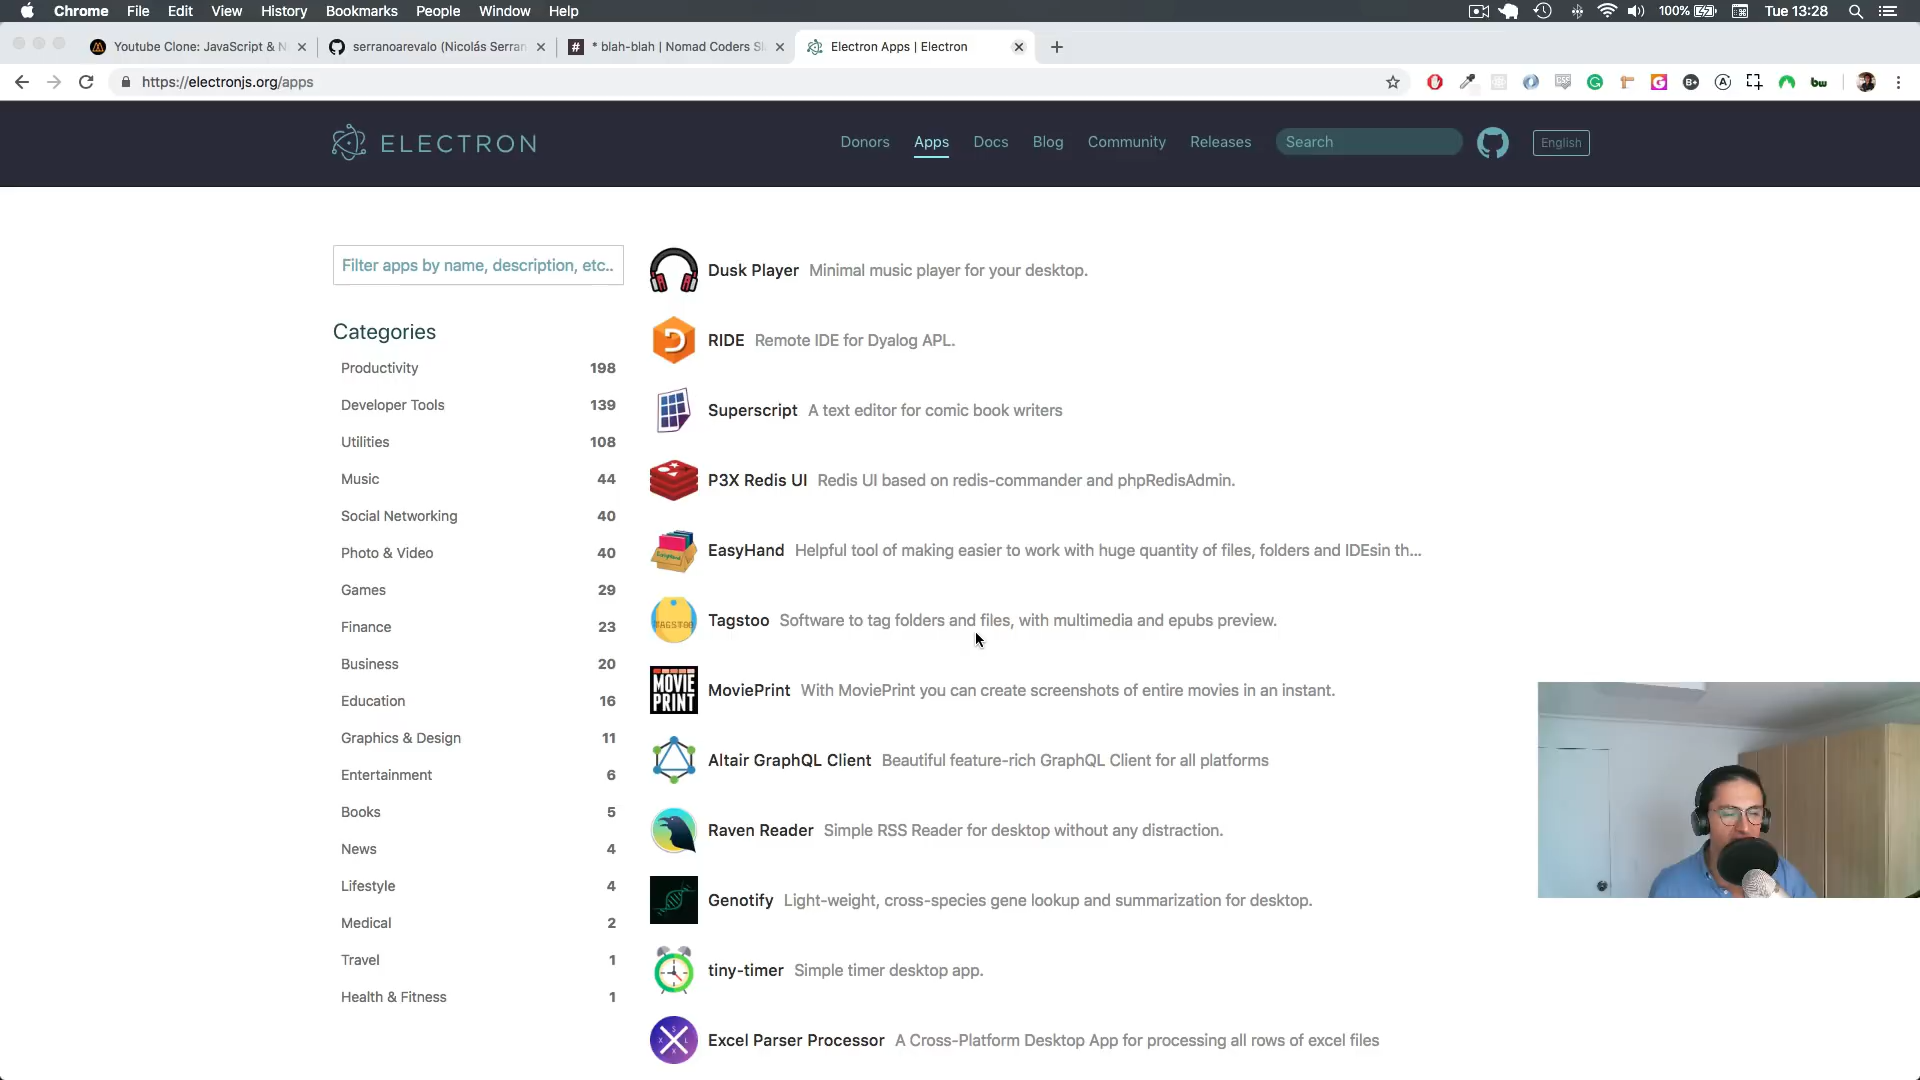 Chrome File Edit View History Bookmarks People Window Help 100% Tue 13:28
Youtube Clone: JavaScript & N
serranoarevalo (Nicolás Serran
* blah-blah | Nomad Coders Sl
Electron Apps | Electron
https://electronjs.org/apps
ELECTRON
Donors Apps Docs Blog Community Releases Search English
Filter apps by name, description, etc..
Categories
Productivity 198
Developer Tools 139
Utilities 108
Music 44
Social Networking 40
Photo & Video 40
Games 29
Finance 23
Business 20
Education 16
Graphics & Design 11
Entertainment 6
Books 5
News 4
Lifestyle 4
Medical 2
Travel 1
Health & Fitness 1
Dusk Player Minimal music player for your desktop.
RIDE Remote IDE for Dyalog APL.
Superscript A text editor for comic book writers
P3X Redis UI Redis UI based on redis-commander and phpRedisAdmin.
EasyHand Helpful tool of making easier to work with huge quantity of files, folders and IDEsin th...
TAGSTOO
Tagstoo Software to tag folders and files, with multimedia and epubs preview.
MOVIE
PRINT
MoviePrint With MoviePrint you can create screenshots of entire movies in an instant.
Altair GraphQL Client Beautiful feature-rich GraphQL Client for all platforms
Raven Reader Simple RSS Reader for desktop without any distraction.
Genotify Light-weight, cross-species gene lookup and summarization for desktop.
tiny-timer Simple timer desktop app.
Excel Parser Processor A Cross-Platform Desktop App for processing all rows of excel files